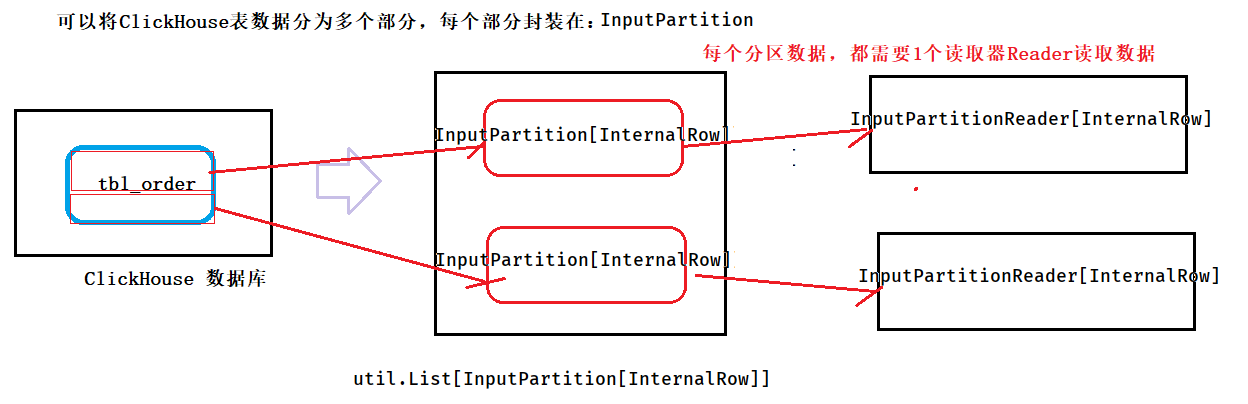 可以将ClickHouse表数据分为多个部分，每个部分封装在：InputPartition
每个分区数据，都需要1个读取器Reader读取数据
InputPartition[InternalRow]
InputPartitionReader[InternalRow]
tbl_order
InputPartition[InternalRow]
InputPartitionReader[InternalRow]
ClickHouse 数据库
util.List[InputPartition[InternalRow]]